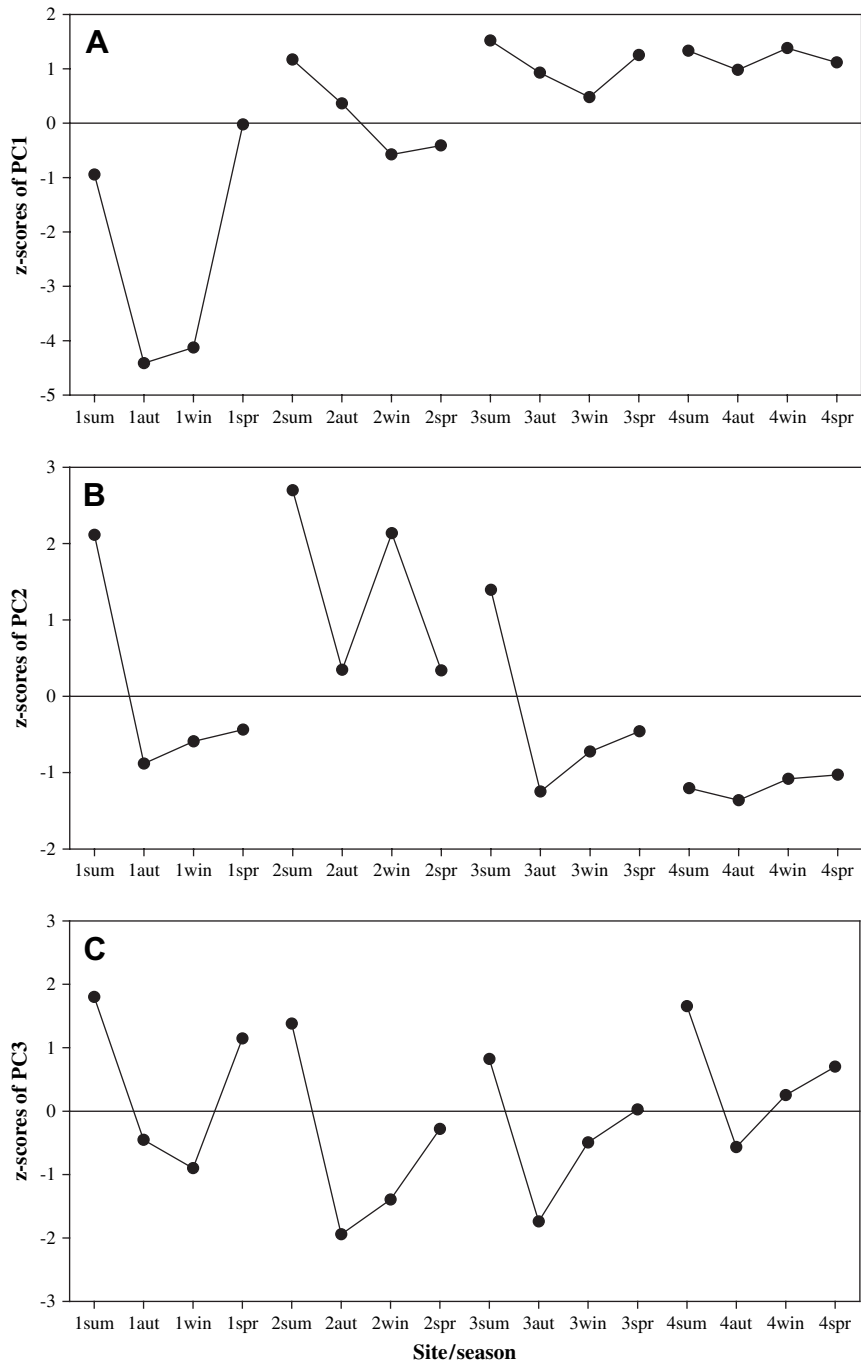 A
z-scores of PC1
2
1
0
-1
-2
-3
-4
-5
1sum 1aut 1win 1spr 2sum 2aut 2win 2spr 3sum 3aut 3win 3spr 4sum 4aut 4win 4spr
B
z-scores of PC2
3
2
1
0
-1
-2
1sum 1aut 1win 1spr 2sum 2aut 2win 2spr 3sum 3aut 3win 3spr 4sum 4aut 4win 4spr
C
z-scores of PC3
3
2
1
0
-1
-2
-3
1sum 1aut 1win 1spr 2sum 2aut 2win 2spr 3sum 3aut 3win 3spr 4sum 4aut 4win 4spr
Site/season